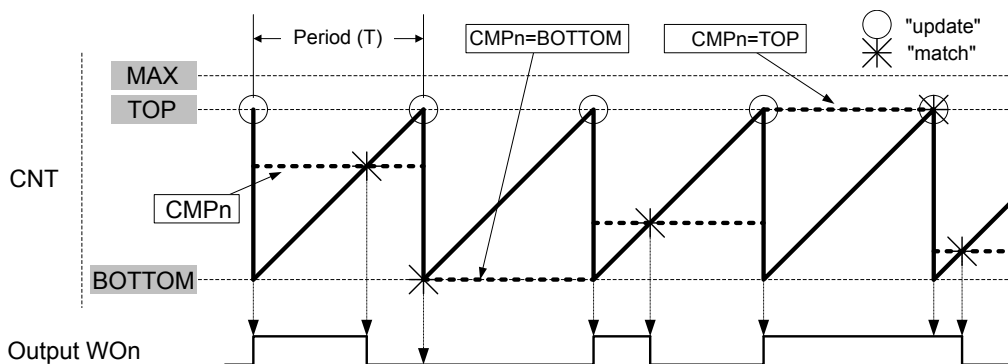 Period (T)
CMPn=BOTTOM
CMPn=TOP
"update"
"match"
MAX
TOP
CNT
CMPn
BOTTOM
Output WOn